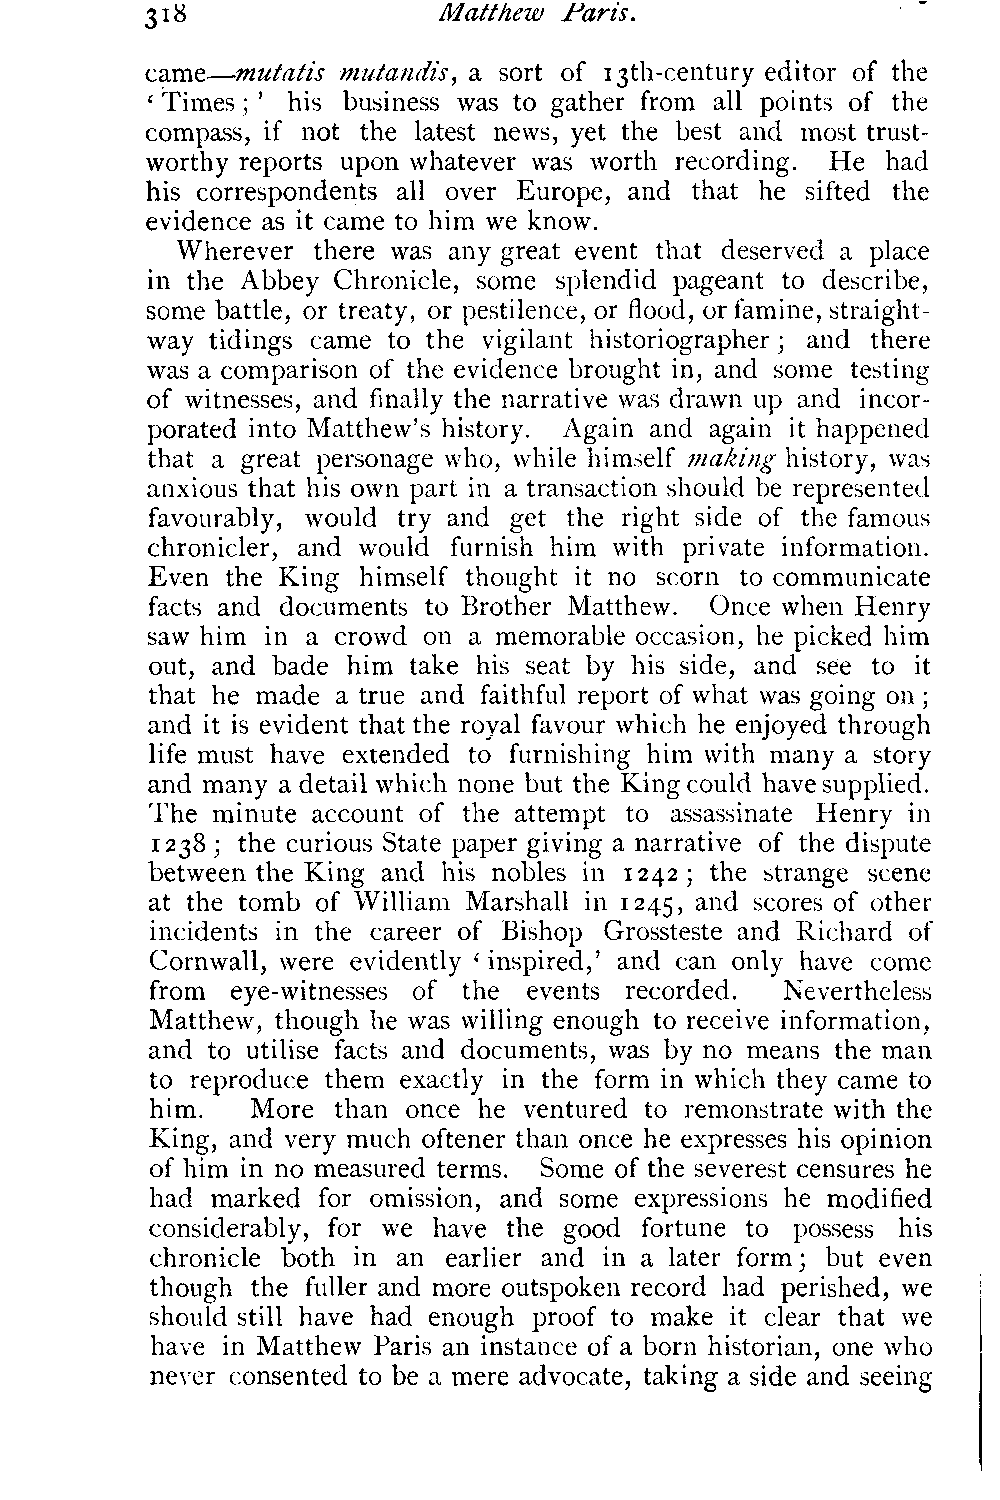 318 Matthew Paris.
came—mutatis mutandis, a sort of 13th-century editor of the
‘Times;’ his business was to gather from all points of the
compass, if not the latest news, yet the best and most trust-
worthy reports upon whatever was worth recording. He had
his correspondents all over Europe, and that he sifted the
evidence as it came to him we know.
Wherever there was any great event that deserved a place
in the Abbey Chronicle, some splendid pageant to describe,
some battle, or treaty, or pestilence, or flood, or famine, straight-
way tidings came to the vigilant historiographer; and there
was a comparison of the evidence brought in, and some testing
of witnesses, and finally the narrative was drawn up and incor-
porated into Matthew's history. Again and again it happened
that a great personage who, while himself making history, was
anxious that his own part in a transaction should be represented
favourably, would try and get the right side of the famous
chronicler, and would furnish him with private information.
Even the King himself thought it no scorn to communicate
facts and documents to Brother Matthew. Once when Henry
saw him in a crowd on a memorable occasion, he picked him
out, and bade him take his seat by his side, and see to it
that he made a true and faithful report of what was going on;
and it is evident that the royal favour which he enjoyed through
life must have extended to furnishing him with many a story
and many a detail which none but the King could have supplied.
The minute account of the attempt to assassinate Henry in
1238; the curious State paper giving a narrative of the dispute
between the King and his nobles in 1242; the strange scene
at the tomb of William Marshall in 1245, and scores of other
incidents in the career of Bishop Grossteste and Richard of
Cornwall, were evidently ‘inspired,’ and can only have come
from eye-witnesses of the events recorded. Nevertheless
Matthew, though he was willing enough to receive information,
and to utilise facts and documents, was by no means the man
to reproduce them exactly in the form in which they came to
him. More than once he ventured to remonstrate with the
King, and very much oftener than once he expresses his opinion
of him in no measured terms. Some of the severest censures he
had marked for omission, and some expressions he modified
considerably, for we have the good fortune to possess his
chronicle both in an earlier and in a later form; but even
though the fuller and more outspoken record had perished, we
should still have had enough proof to make it clear that we
have in Matthew Paris an instance of a born historian, one who
never consented to be a mere advocate, taking a side and seeing